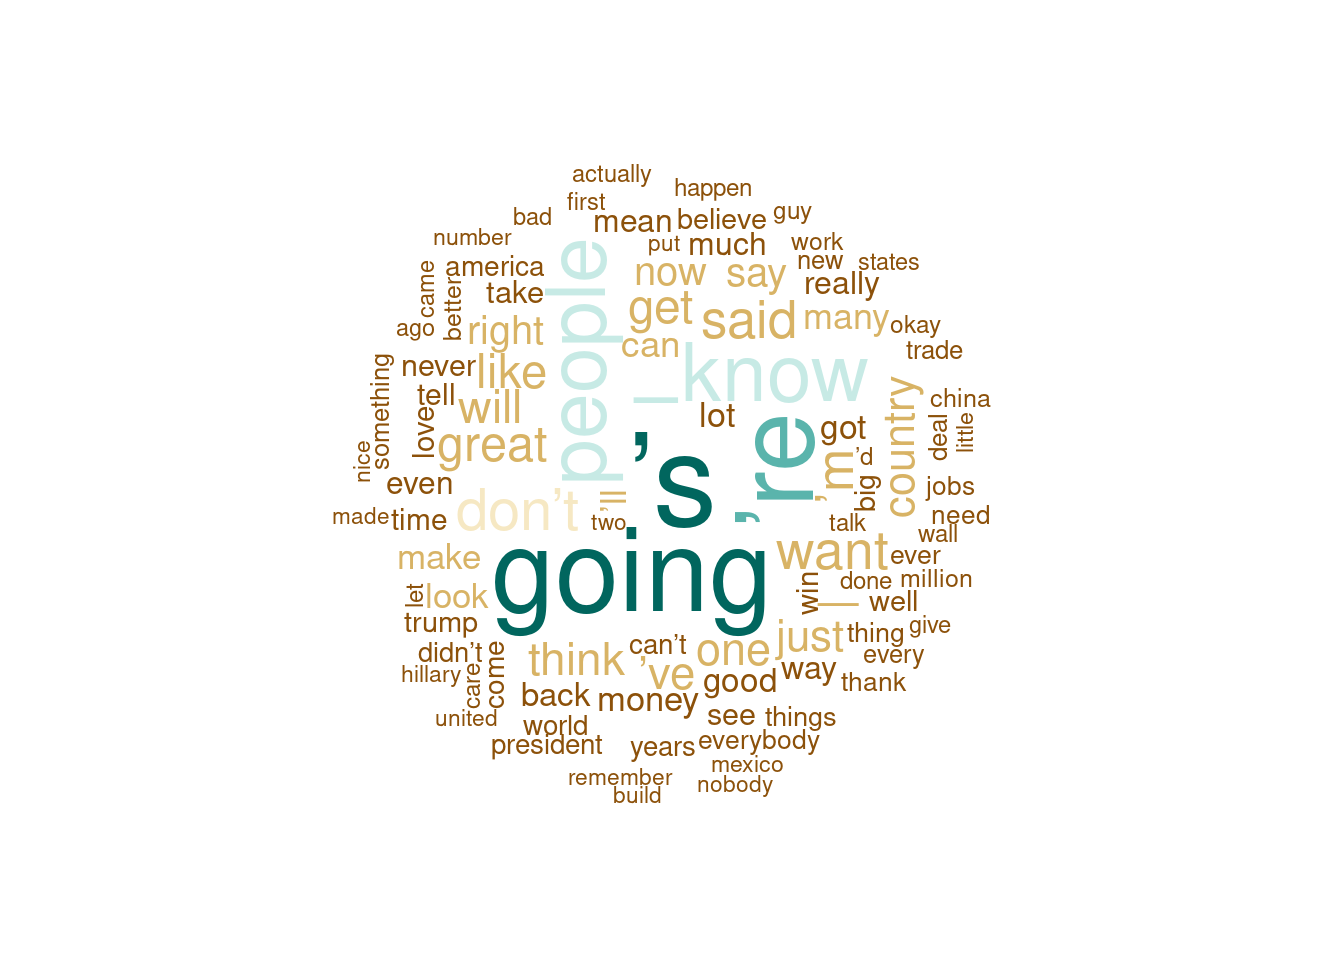 actually
happen
first
guy
bad
mean
believe
number
put
much
work
people
now
say
new
states
america
came
better
take
really
get
said
many
okay
ago
right
can
trade
never
like
_
know
something
tell
will
lot
country
china
love
great
’s
’re
got
deal
little
nice
’m
’d
even
’ll
big
jobs
made
time
don’t
two
talk
need
wall
make
going
want
ever
let
look
win
—
done
million
well
trump
can’t
one
just
thing
give
didn’t
think
’ve
way
every
hillary
care
come
back
money
good
thank
united
world
see
things
president
years
everybody
mexico
remember
nobody
build